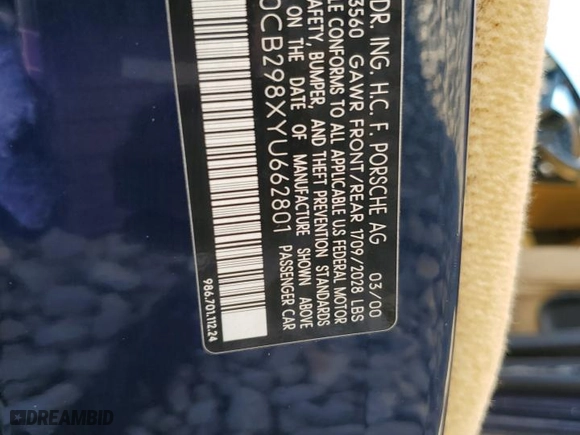 DR. ING. H.C. F. PORSCHE AG 03/00
3560 GAWR FRONT/REAR 1709/2028 LBS
LE CONFORMS TO ALL APPLICABLE US FEDERAL MOTOR
SAFETY, BUMPER, AND THEFT PREVENTION STANDARDS
ON THE DATE OF MANUFACTURE SHOWN ABOVE
0CB298XYU662801 PASSENGER CAR
986.701.112.24
DREAMBID